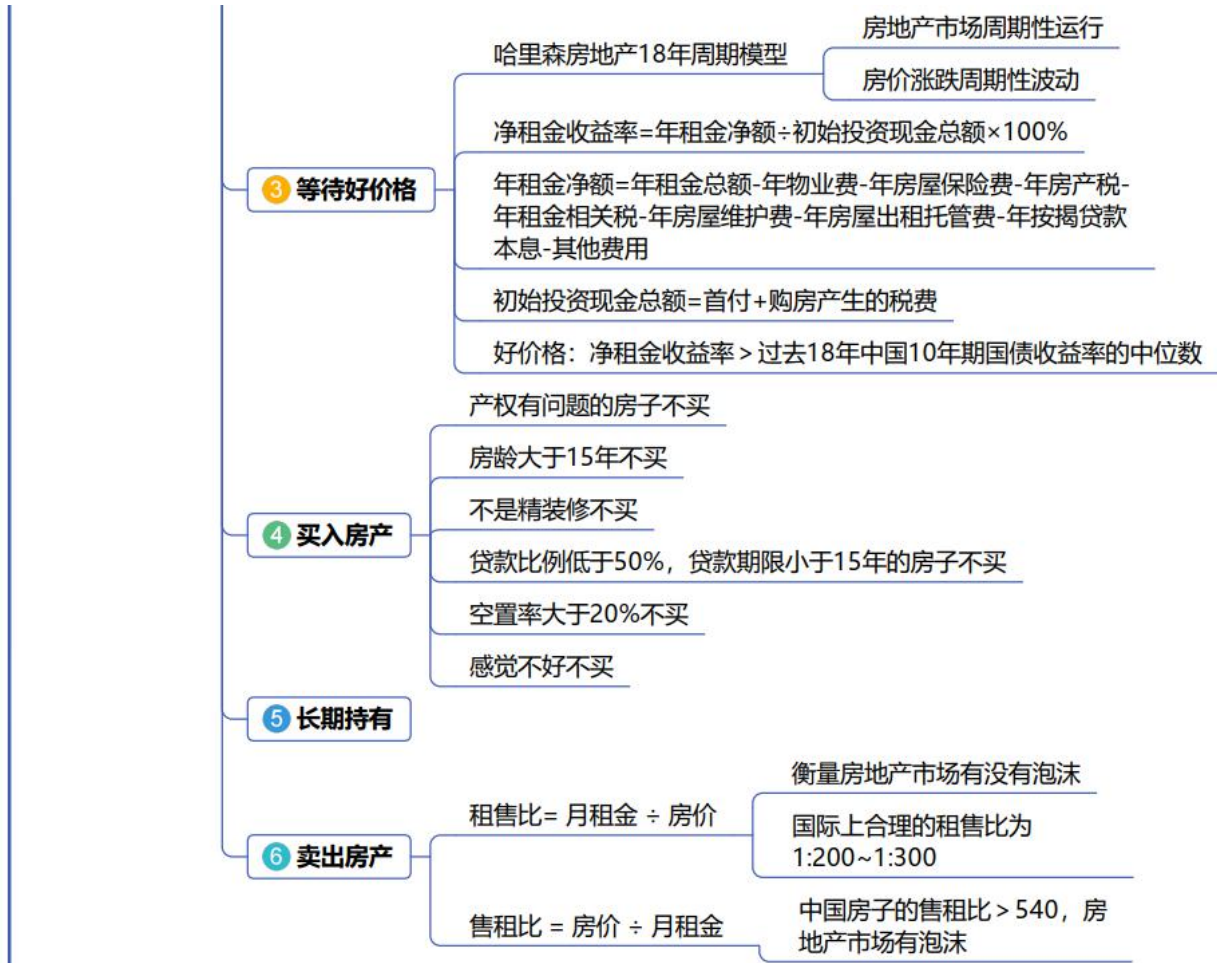 房地产市场周期性运行
哈里森房地产18年周期模型
房价涨跌周期性波动
净租金收益率=年租金净额÷初始投资现金总额×100%
③ 等待好价格
年租金净额=年租金总额-年物业费-年房屋保险费-年房产税-
年租金相关税-年房屋维护费-年房屋出租托管费-年按揭贷款
本息-其他费用
初始投资现金总额=首付+购房产生的税费
好价格：净租金收益率＞过去18年中国10年期国债收益率的中位数
产权有问题的房子不买
房龄大于15年不买
不是精装修不买
④ 买入房产
贷款比例低于50%，贷款期限小于15年的房子不买
空置率大于20%不买
感觉不好不买
⑤ 长期持有
衡量房地产市场有没有泡沫
租售比= 月租金 ÷ 房价
国际上合理的租售比为
1:200~1:300
⑥ 卖出房产
售租比 = 房价 ÷ 月租金
中国房子的售租比＞540，房
地产市场有泡沫